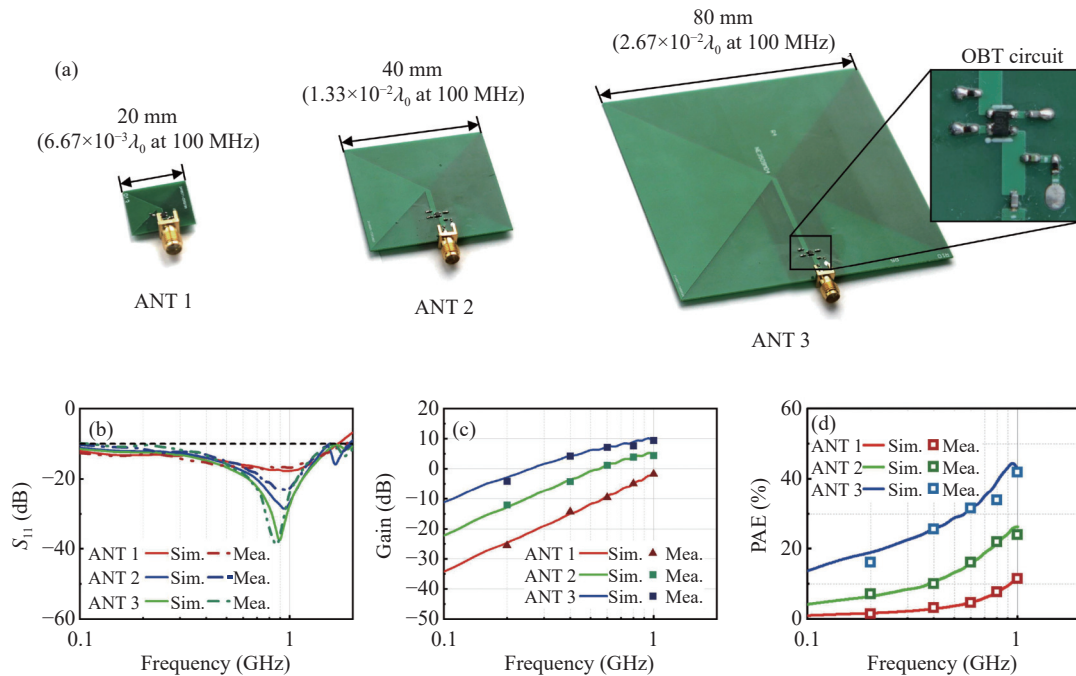 (a)
20 mm
(6.67×10⁻³λ₀ at 100 MHz)
ANT 1
40 mm
(1.33×10⁻²λ₀ at 100 MHz)
ANT 2
80 mm
(2.67×10⁻²λ₀ at 100 MHz)
ANT 3
OBT circuit
(b)
S₁₁ (dB)
0
−20
−40
−60
ANT 1 Sim. Mea.
ANT 2 Sim. Mea.
ANT 3 Sim. Mea.
0.1 1
Frequency (GHz)
(c)
Gain (dB)
20
10
0
−10
−20
−30
−40
−50
ANT 1 Sim. Mea.
ANT 2 Sim. Mea.
ANT 3 Sim. Mea.
0.1 1
Frequency (GHz)
(d)
PAE (%)
60
40
20
0
ANT 1 Sim. Mea.
ANT 2 Sim. Mea.
ANT 3 Sim. Mea.
0.1 1
Frequency (GHz)